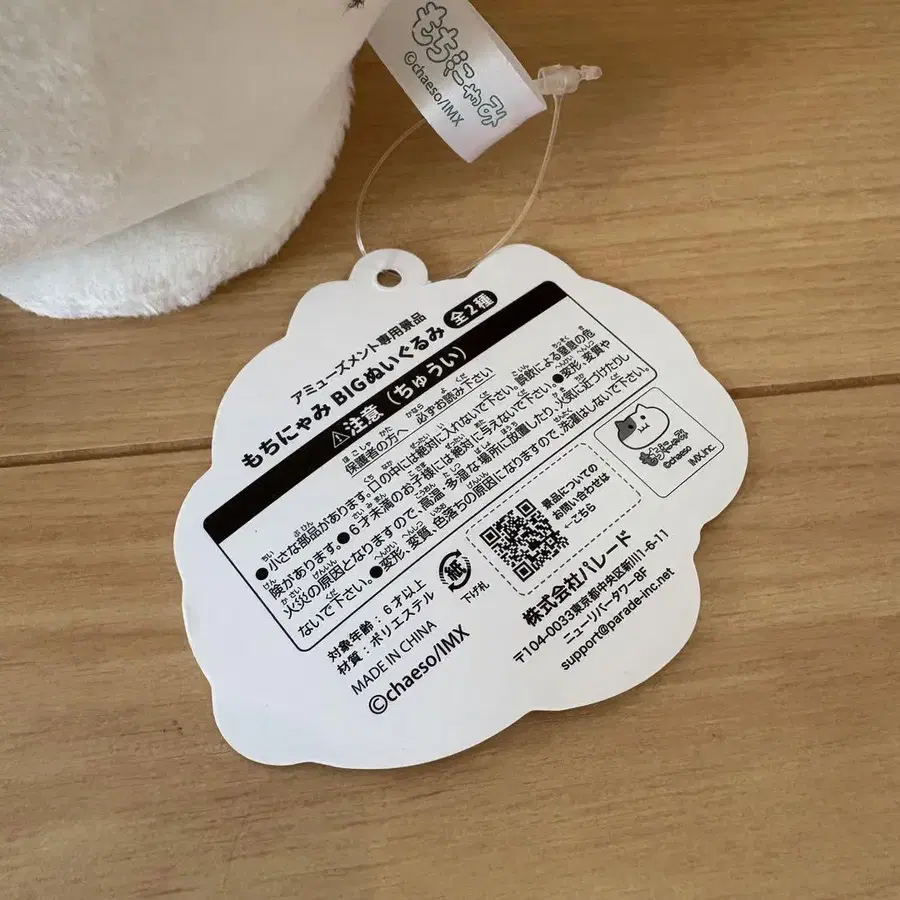 もちにゃみ
©chaeso/IMX
アミューズメント専用景品
もちにゃみ BIGぬいぐるみ 全2種
⚠注意（ちゅうい）
保護者の方へ 必ずお読み下さい
●小さな部品があります。口の中には絶対に入れないで下さい。誤飲による窒息の危
険があります。●6才未満のお子様には絶対に与えないで下さい。●変形、変質や
火災の原因となりますので、高温・多湿な場所に放置したり、火気に近づけたりし
ないで下さい。●変形、変質、色落ちの原因になりますので、洗濯はしないで下さい。
対象年齢：6才以上
材質：ポリエステル
MADE IN CHINA
©chaeso/IMX
紙
下げ札
景品についての
お問い合わせは
←こちら
もちにゃみ
©chaeso
IMX.inc.
株式会社パレード
〒104-0033東京都中央区新川1-6-11
ニューリバータワー8F
support@parade-inc.net